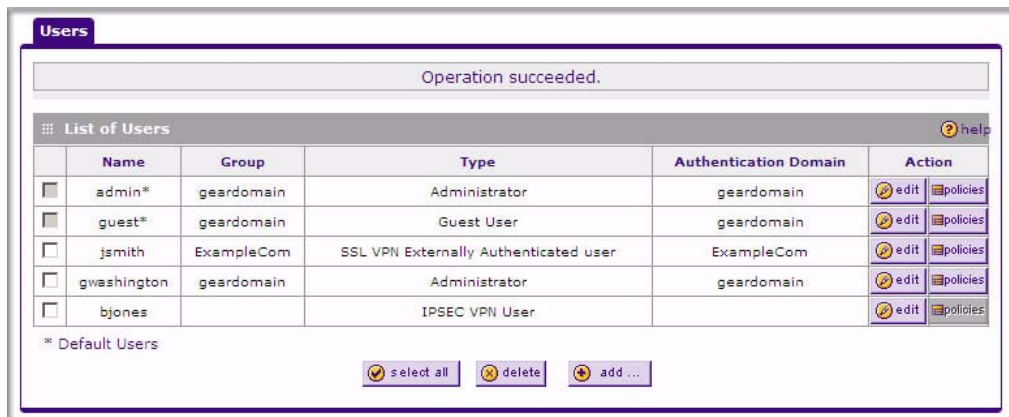 Users
Operation succeeded.
List of Users help
Name Group Type Authentication Domain Action
admin* geardomain Administrator geardomain edit policies
guest* geardomain Guest User geardomain edit policies
jsmith ExampleCom SSL VPN Externally Authenticated user ExampleCom edit policies
gwashington geardomain Administrator geardomain edit policies
bjones IPSEC VPN User edit policies
* Default Users
select all delete add ...